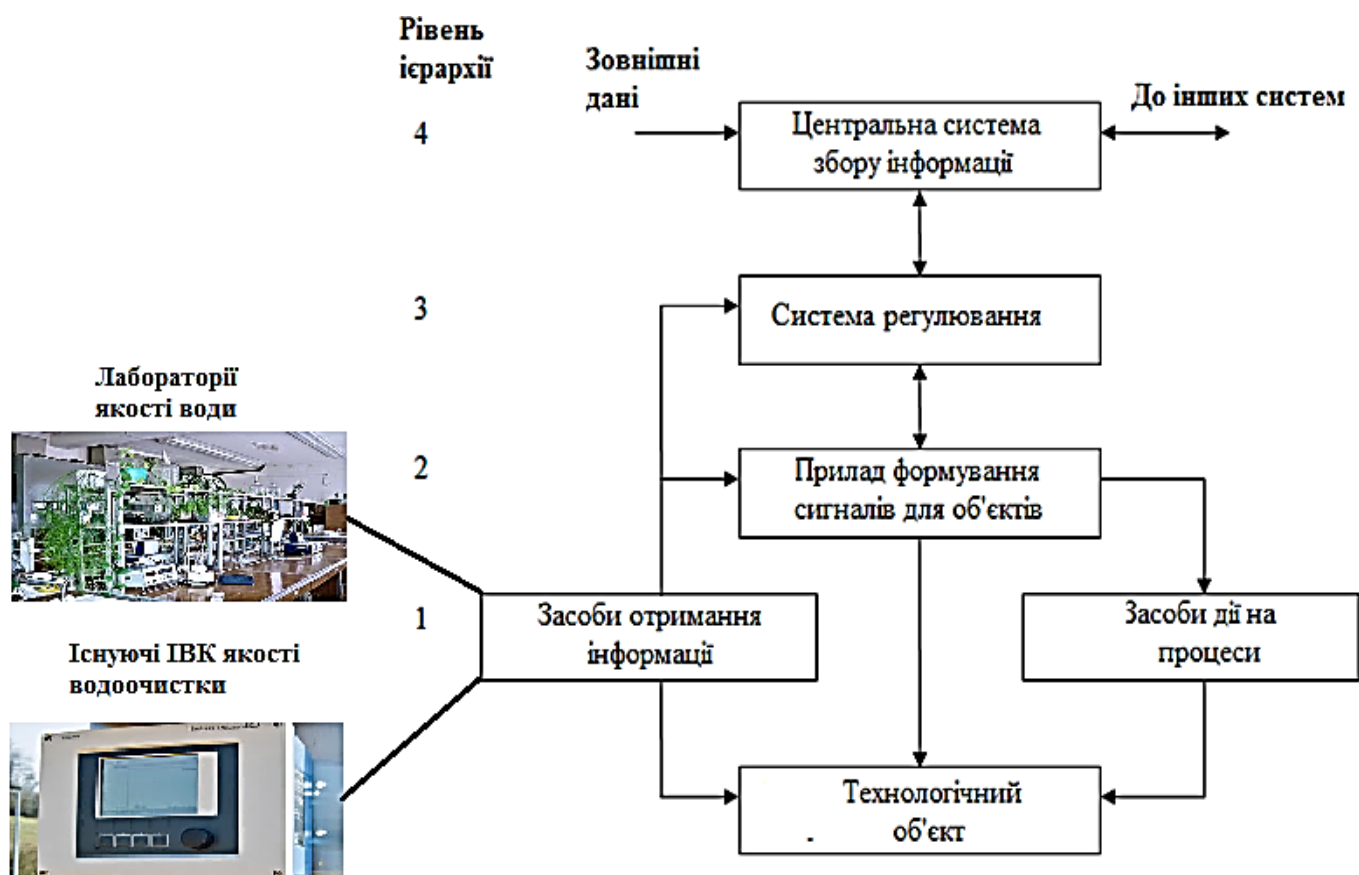 Рівень
ієрархії
Зовнішні
дані
До інших систем
4
Центральна система
збору інформації
3
Система регулювання
Лабораторії
якості води
2
Прилад формування
сигналів для об'єктів
1
Засоби отримання
інформації
Засоби дії на
процеси
Існуючі ІВК якості
водоочистки
Технологічний
об'єкт